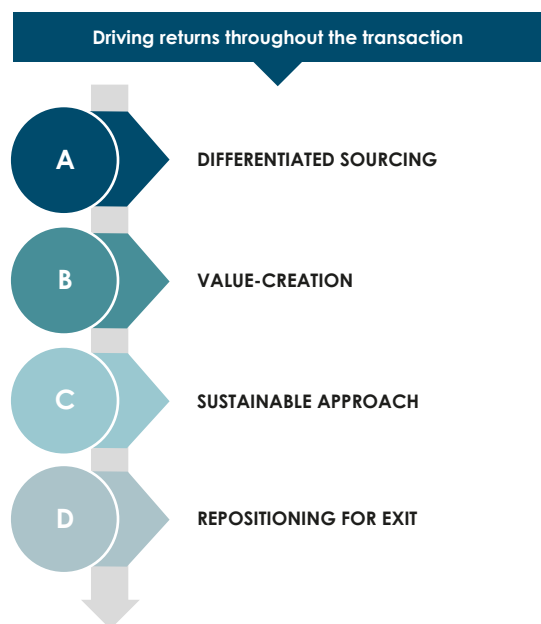 Driving returns throughout the transaction
A
DIFFERENTIATED SOURCING
B
VALUE-CREATION
C
SUSTAINABLE APPROACH
D
REPOSITIONING FOR EXIT